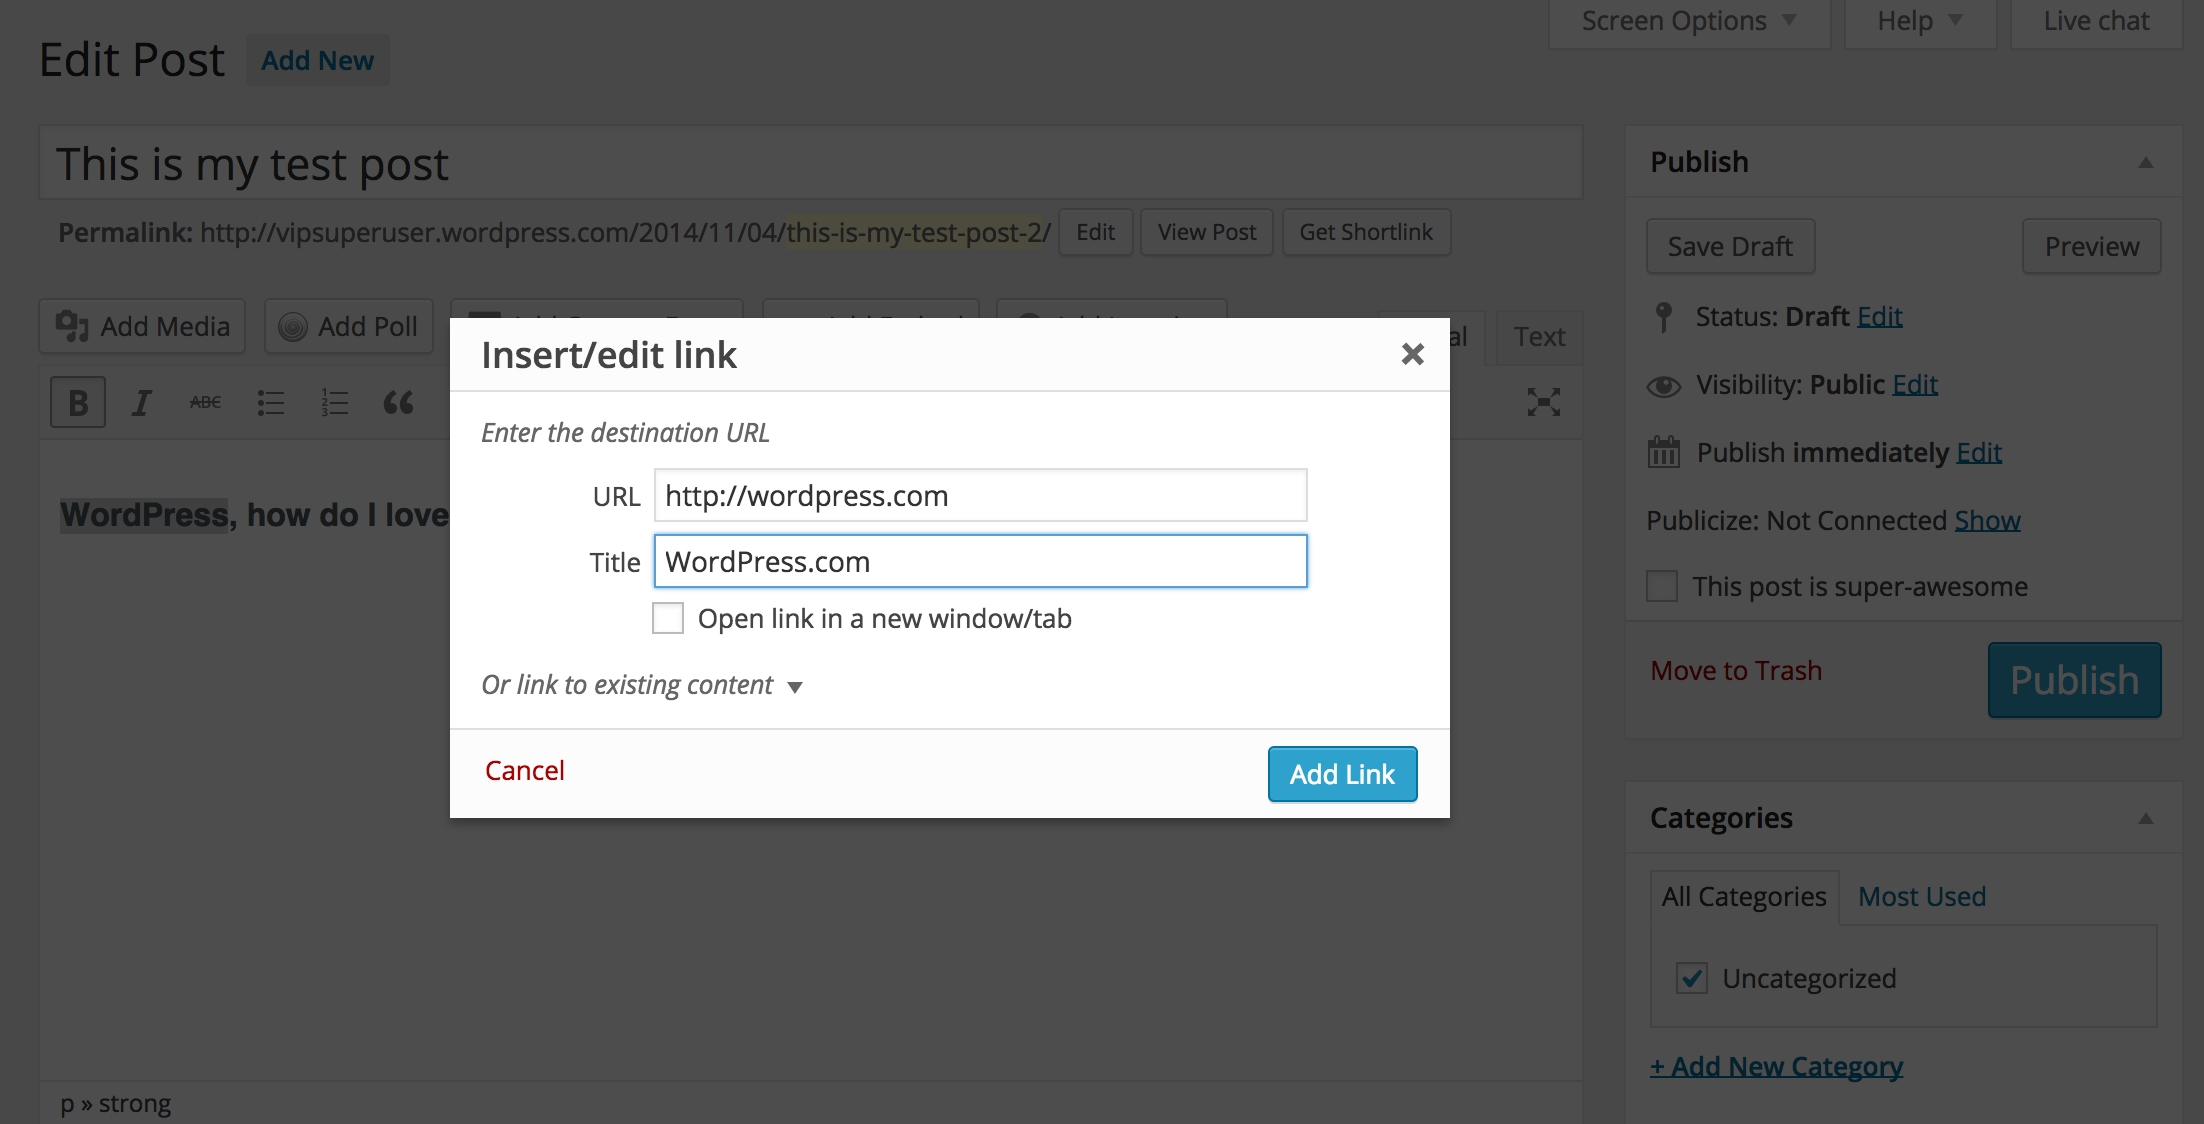 Screen Options Help Live chat
Edit Post Add New
This is my test post
Permalink: http://vipsuperuser.wordpress.com/2014/11/04/this-is-my-test-post-2/ Edit View Post Get Shortlink
Add Media Add Poll
Text
B I ABC
WordPress, how do I love
Insert/edit link
Enter the destination URL
URL http://wordpress.com
Title WordPress.com
Open link in a new window/tab
Or link to existing content
Cancel Add Link
p » strong
Publish
Save Draft Preview
Status: Draft Edit
Visibility: Public Edit
Publish immediately Edit
Publicize: Not Connected Show
This post is super-awesome
Move to Trash Publish
Categories
All Categories Most Used
Uncategorized
+ Add New Category